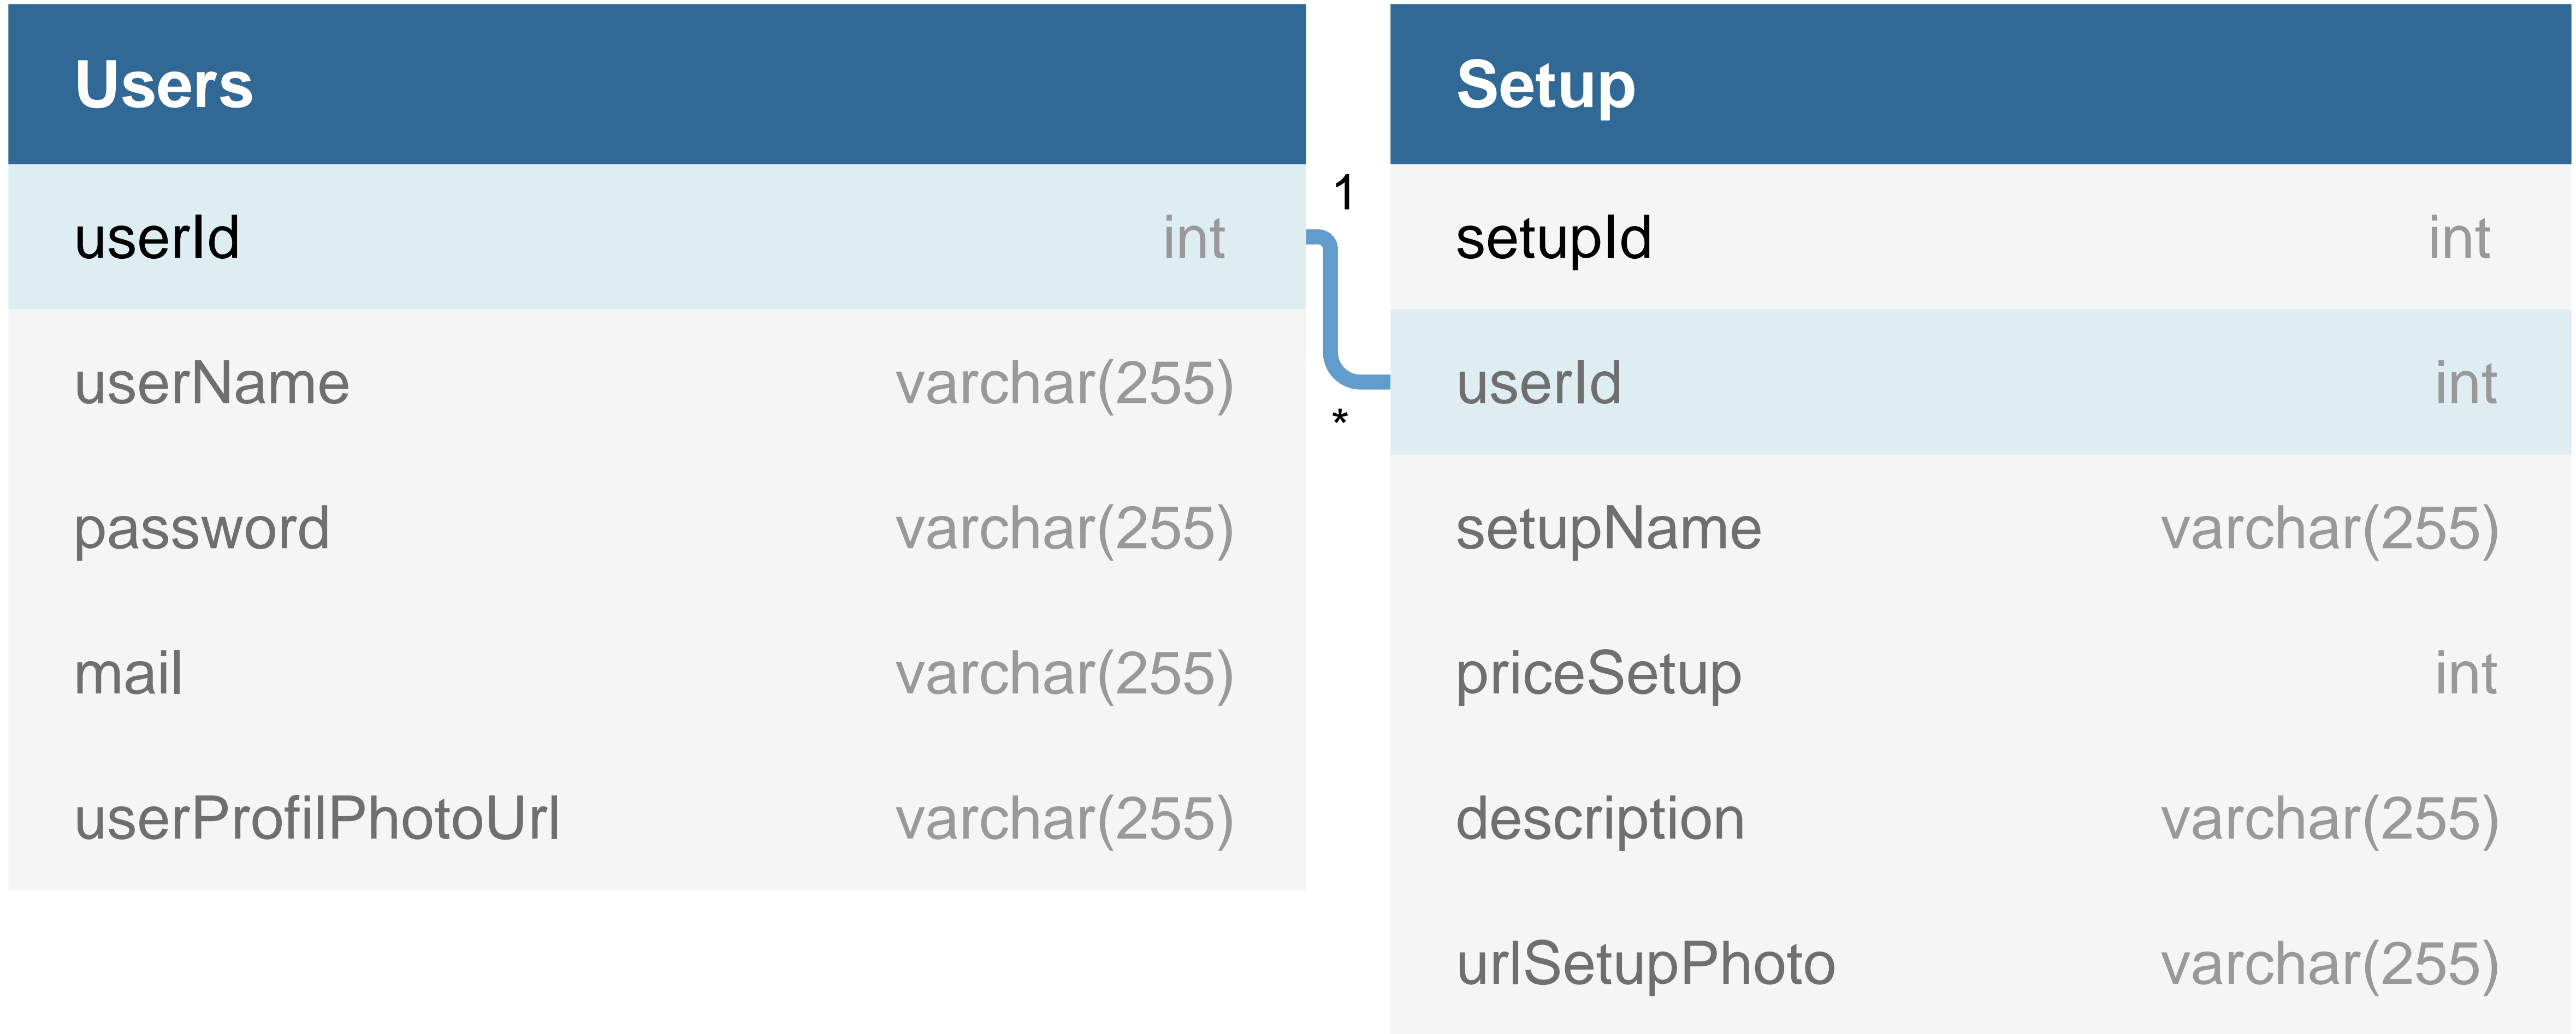 Users
userId int
userName varchar(255)
password varchar(255)
mail varchar(255)
userProfilPhotoUrl varchar(255)
1
*
Setup
setupId int
userId int
setupName varchar(255)
priceSetup int
description varchar(255)
urlSetupPhoto varchar(255)